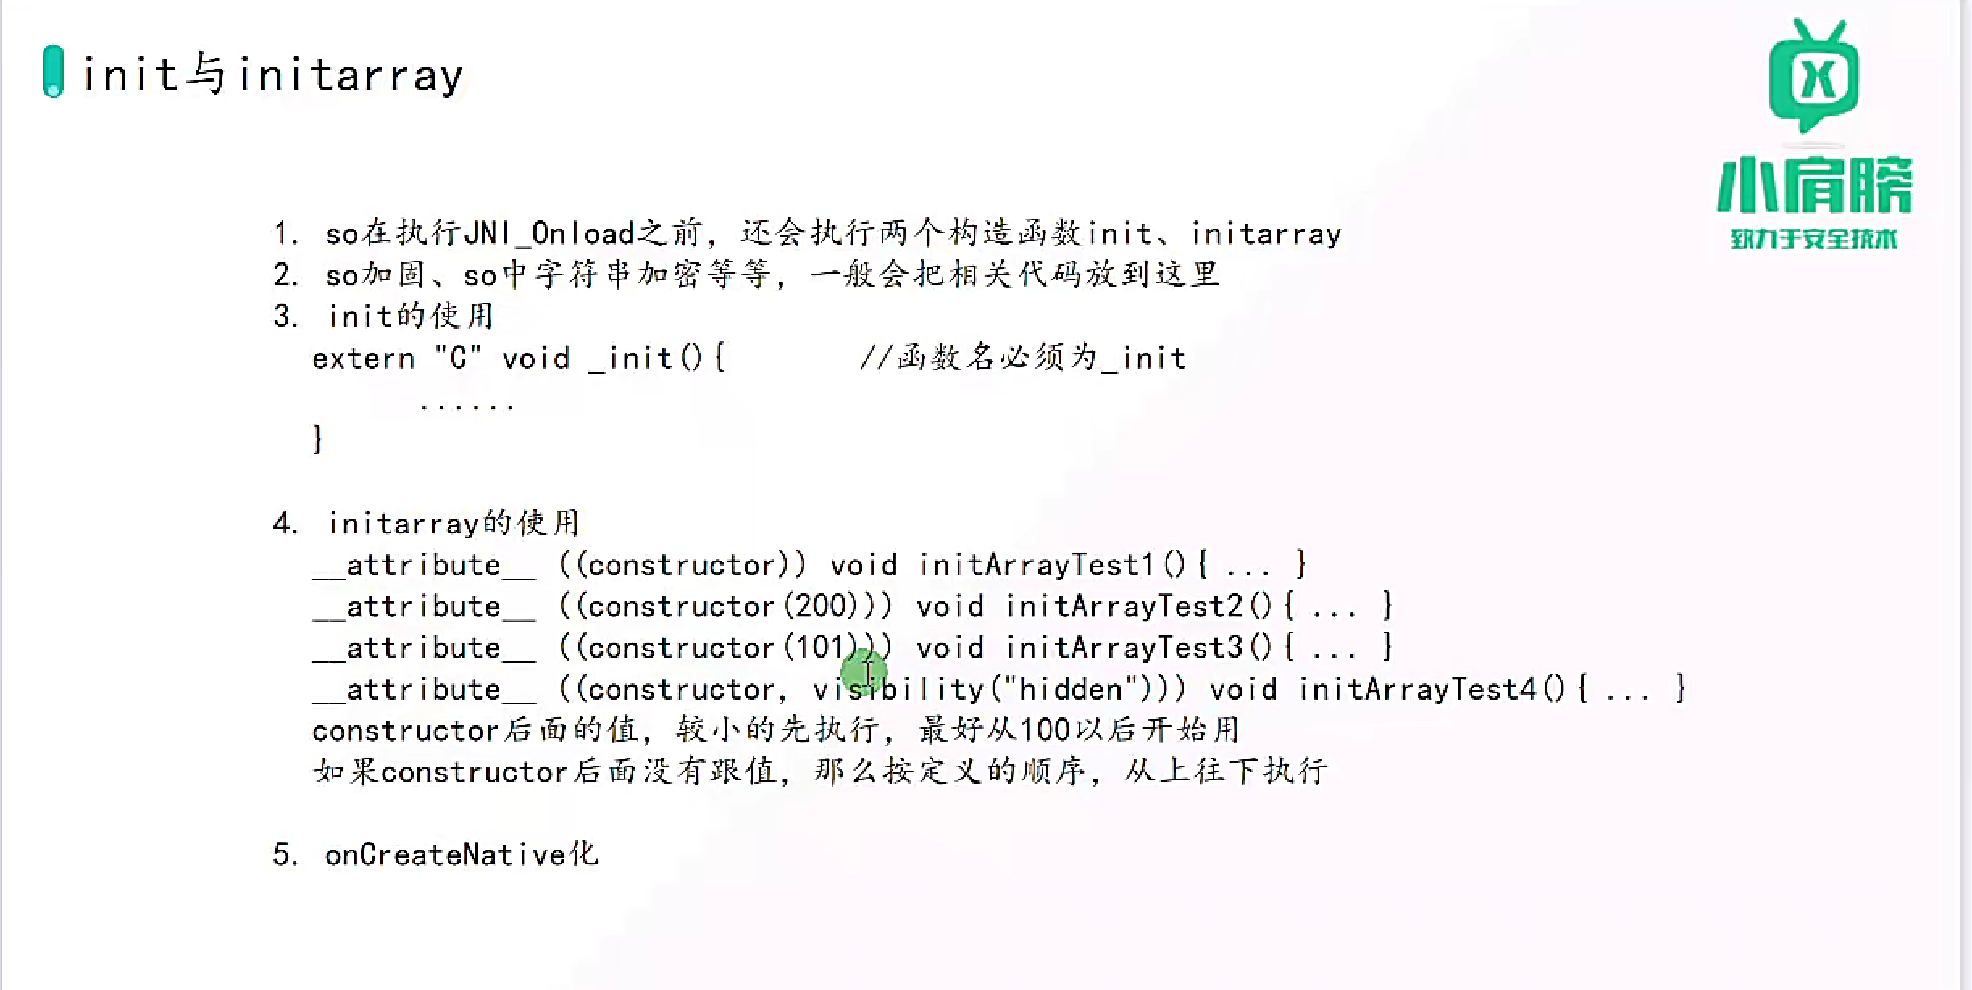 init与initarray
小肩膀
致力于安全技术
1. so在执行JNI_Onload之前，还会执行两个构造函数init、initarray
2. so加固、so中字符串加密等等，一般会把相关代码放到这里
3. init的使用
extern "C" void _init(){ //函数名必须为_init
......
}
4. initarray的使用
__attribute__ ((constructor)) void initArrayTest1(){ ... }
__attribute__ ((constructor(200))) void initArrayTest2(){ ... }
__attribute__ ((constructor(101))) void initArrayTest3(){ ... }
__attribute__ ((constructor, visibility("hidden"))) void initArrayTest4(){ ... }
constructor后面的值，较小的先执行，最好从100以后开始用
如果constructor后面没有跟值，那么按定义的顺序，从上往下执行
5. onCreateNative化